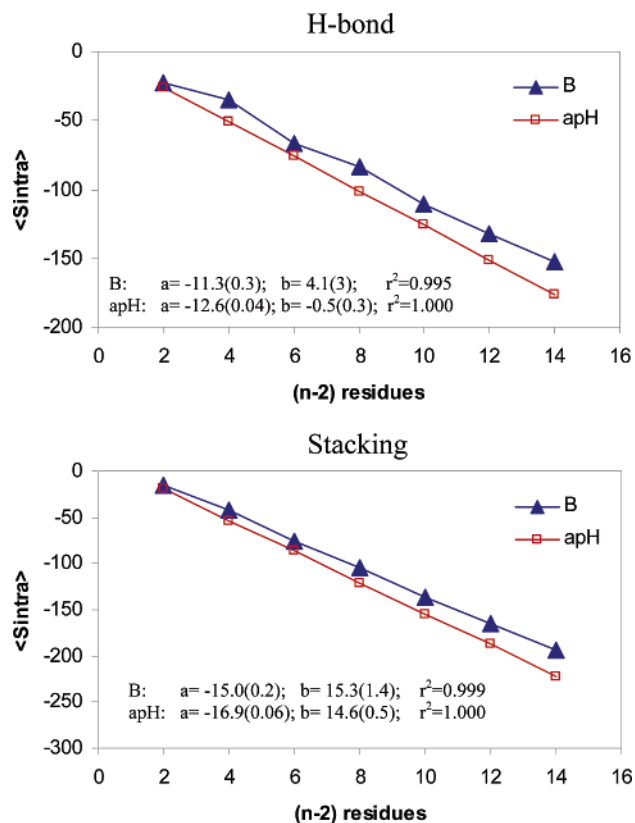 H-bond
0
-50
-100
-150
-200
<Sintra>
B
apH
B: a= -11.3(0.3); b= 4.1(3) r²=0.995
apH: a= -12.6(0.04); b= -0.5(0.3); r²=1.000
0 2 4 6 8 10 12 14 16
(n-2) residues
Stacking
0
-50
-100
-150
-200
-250
-300
<Sintra>
B
apH
B: a= -15.0(0.2); b= 15.3(1.4); r²=0.999
apH: a= -16.9(0.06); b= 14.6(0.5); r²=1.000
0 2 4 6 8 10 12 14 16
(n-2) residues